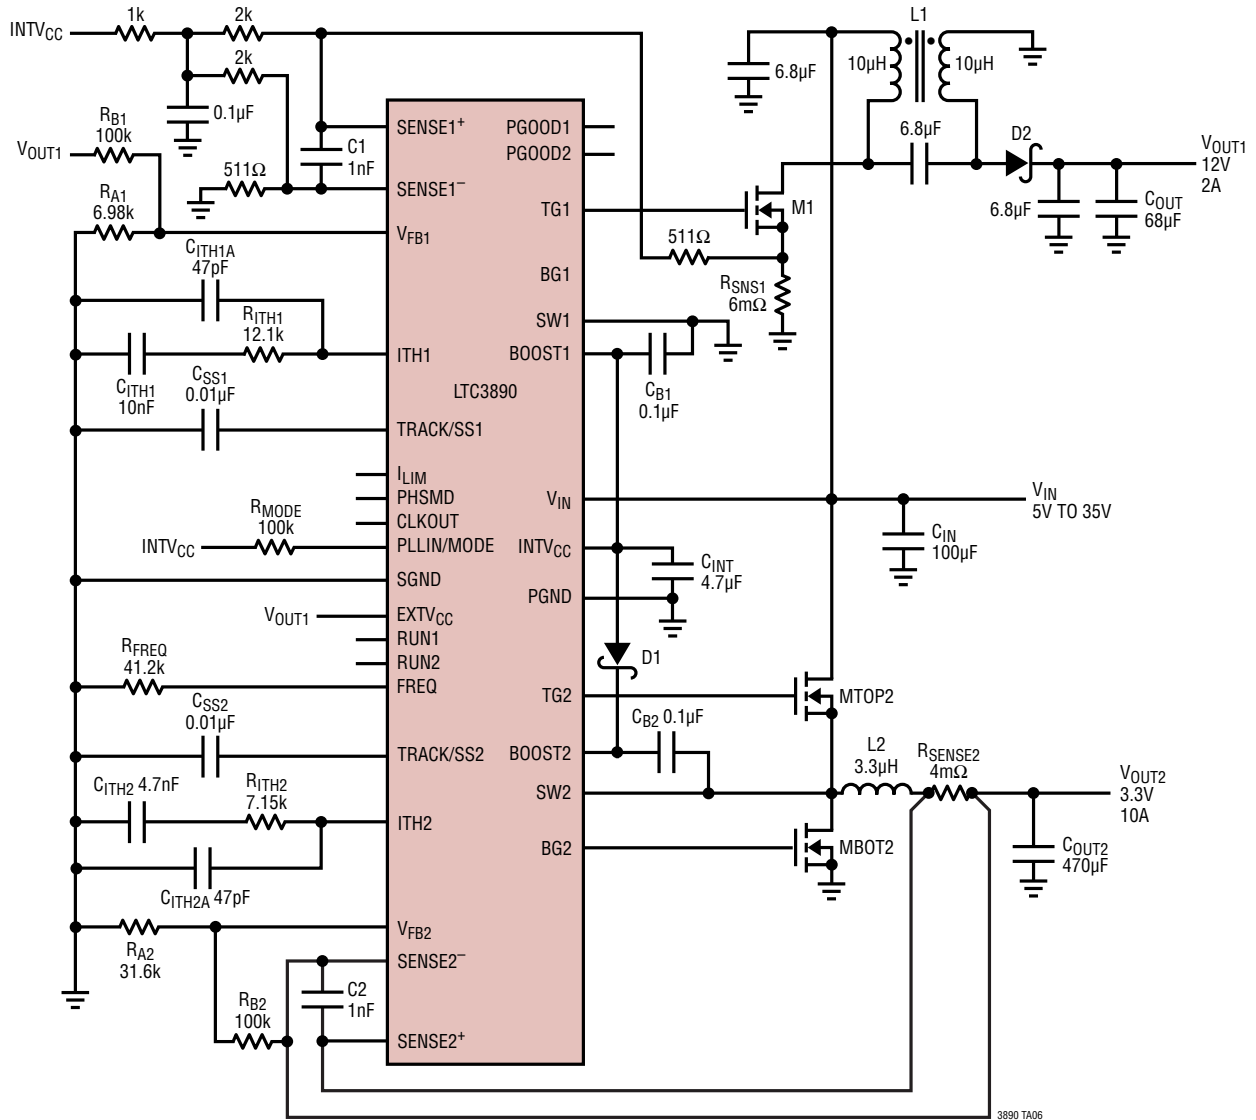 INTVCC
1k
2k
2k
0.1µF
RB1
100k
VOUT1
511Ω
C1
1nF
RA1
6.98k
CITH1A
47pF
RITH1
12.1k
CITH1
10nF
CSS1
0.01µF
RMODE
100k
INTVCC
VOUT1
RFREQ
41.2k
CSS2
0.01µF
CITH2 4.7nF
RITH2
7.15k
CITH2A 47pF
RA2
31.6k
RB2
100k
C2
1nF
SENSE1+
SENSE1–
VFB1
ITH1
LTC3890
TRACK/SS1
ILIM
PHSMD
CLKOUT
PLLIN/MODE
SGND
EXTVCC
RUN1
RUN2
FREQ
TRACK/SS2
ITH2
VFB2
SENSE2–
SENSE2+
PGOOD1
PGOOD2
TG1
BG1
SW1
BOOST1
VIN
INTVCC
PGND
TG2
BOOST2
SW2
BG2
6.8µF
L1
10µH
10µH
6.8µF
D2
VOUT1
12V
2A
6.8µF
COUT
68µF
M1
511Ω
RSNS1
6mΩ
CB1
0.1µF
VIN
5V TO 35V
CIN
100µF
CINT
4.7µF
D1
MTOP2
CB2 0.1µF
L2
3.3µH
RSENSE2
4mΩ
VOUT2
3.3V
10A
MBOT2
COUT2
470µF
3890 TA06